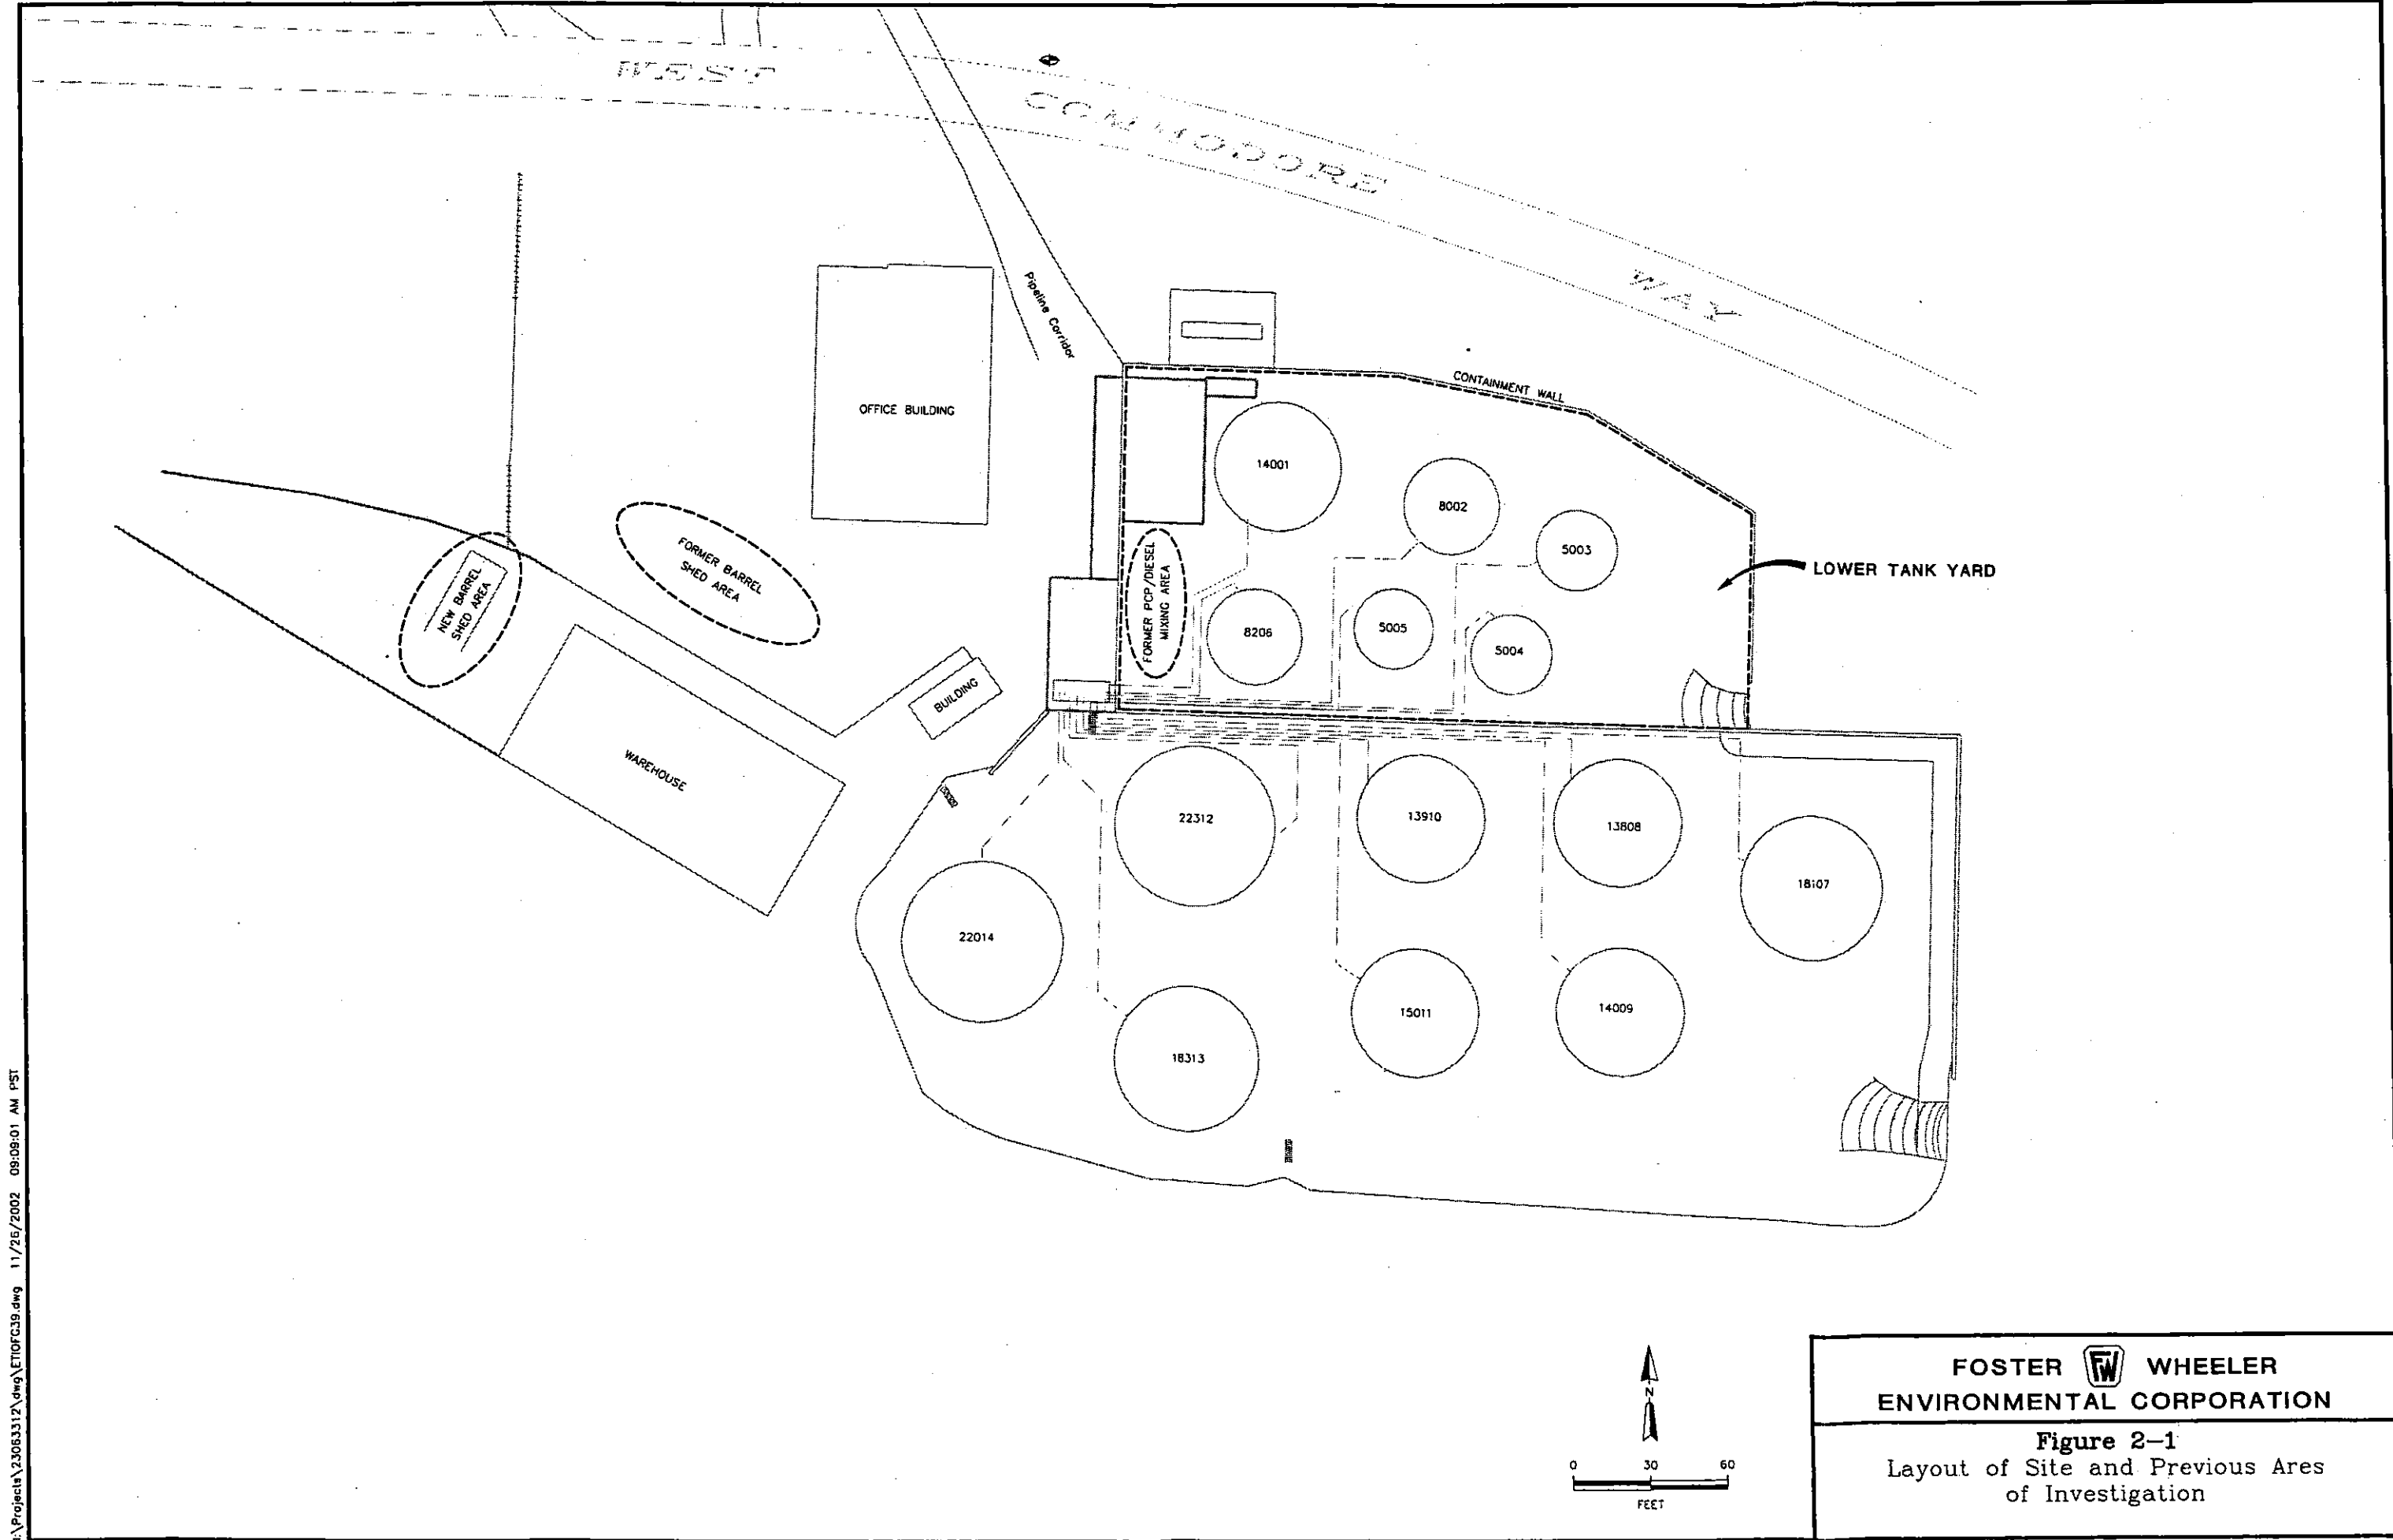 WEST
COMMODORE
WAY
Pipeline Corridor
OFFICE BUILDING
CONTAINMENT WALL
14001
8002
5003
LOWER TANK YARD
FORMER BARREL
SHED AREA
NEW BARREL
SHED AREA
FORMER PCP/DIESEL
MIXING AREA
8206
5005
5004
BUILDING
WAREHOUSE
22312
13910
13808
18107
22014
15011
14009
18313
N
0 30 60
FEET
FOSTER FW WHEELER
ENVIRONMENTAL CORPORATION
Figure 2-1
Layout of Site and Previous Ares
of Investigation
:\Projects\23063312\dwg\ETIOFG39.dwg 11/26/2002 09:09:01 AM PST